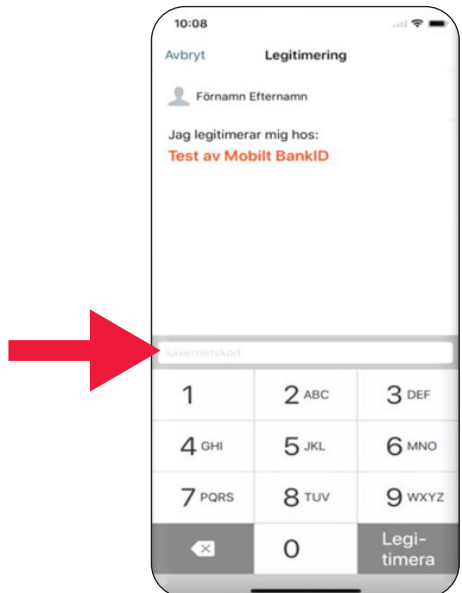 10:08
Avbryt Legitimering
Förnamn Efternamn
Jag legitimerar mig hos:
Test av Mobilt BankID
Säkerhetskod
1 2 ABC 3 DEF
4 GHI 5 JKL 6 MNO
7 PQRS 8 TUV 9 WXYZ
0 Legi-
timera